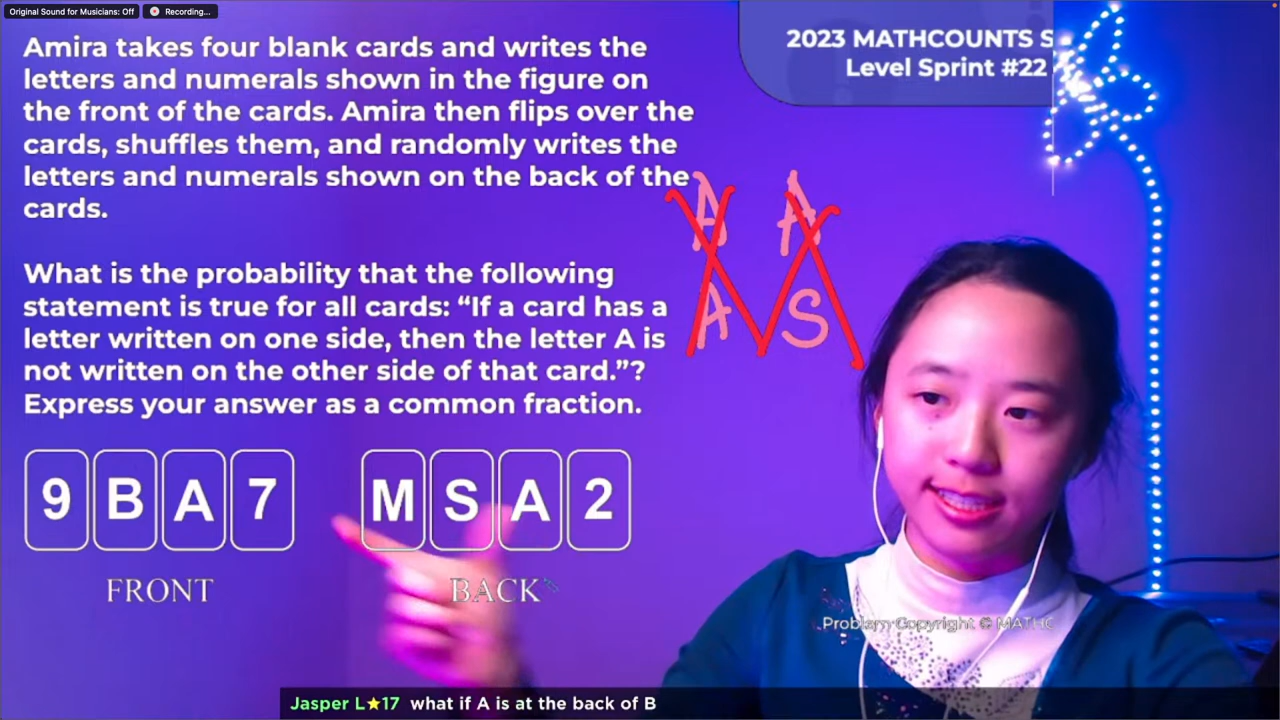 Original Sound for Musicians: Off
Recording...
Amira takes four blank cards and writes the
letters and numerals shown in the figure on
the front of the cards. Amira then flips over the
cards, shuffles them, and randomly writes the
letters and numerals shown on the back of the
cards.
2023 MATHCOUNTS S
Level Sprint #22
A A
A S
What is the probability that the following
statement is true for all cards: “If a card has a
letter written on one side, then the letter A is
not written on the other side of that card.”?
Express your answer as a common fraction.
9 B A 7 M S A 2
FRONT BACK
Problem Copyright © MATHC
Jasper L⭐17 what if A is at the back of B